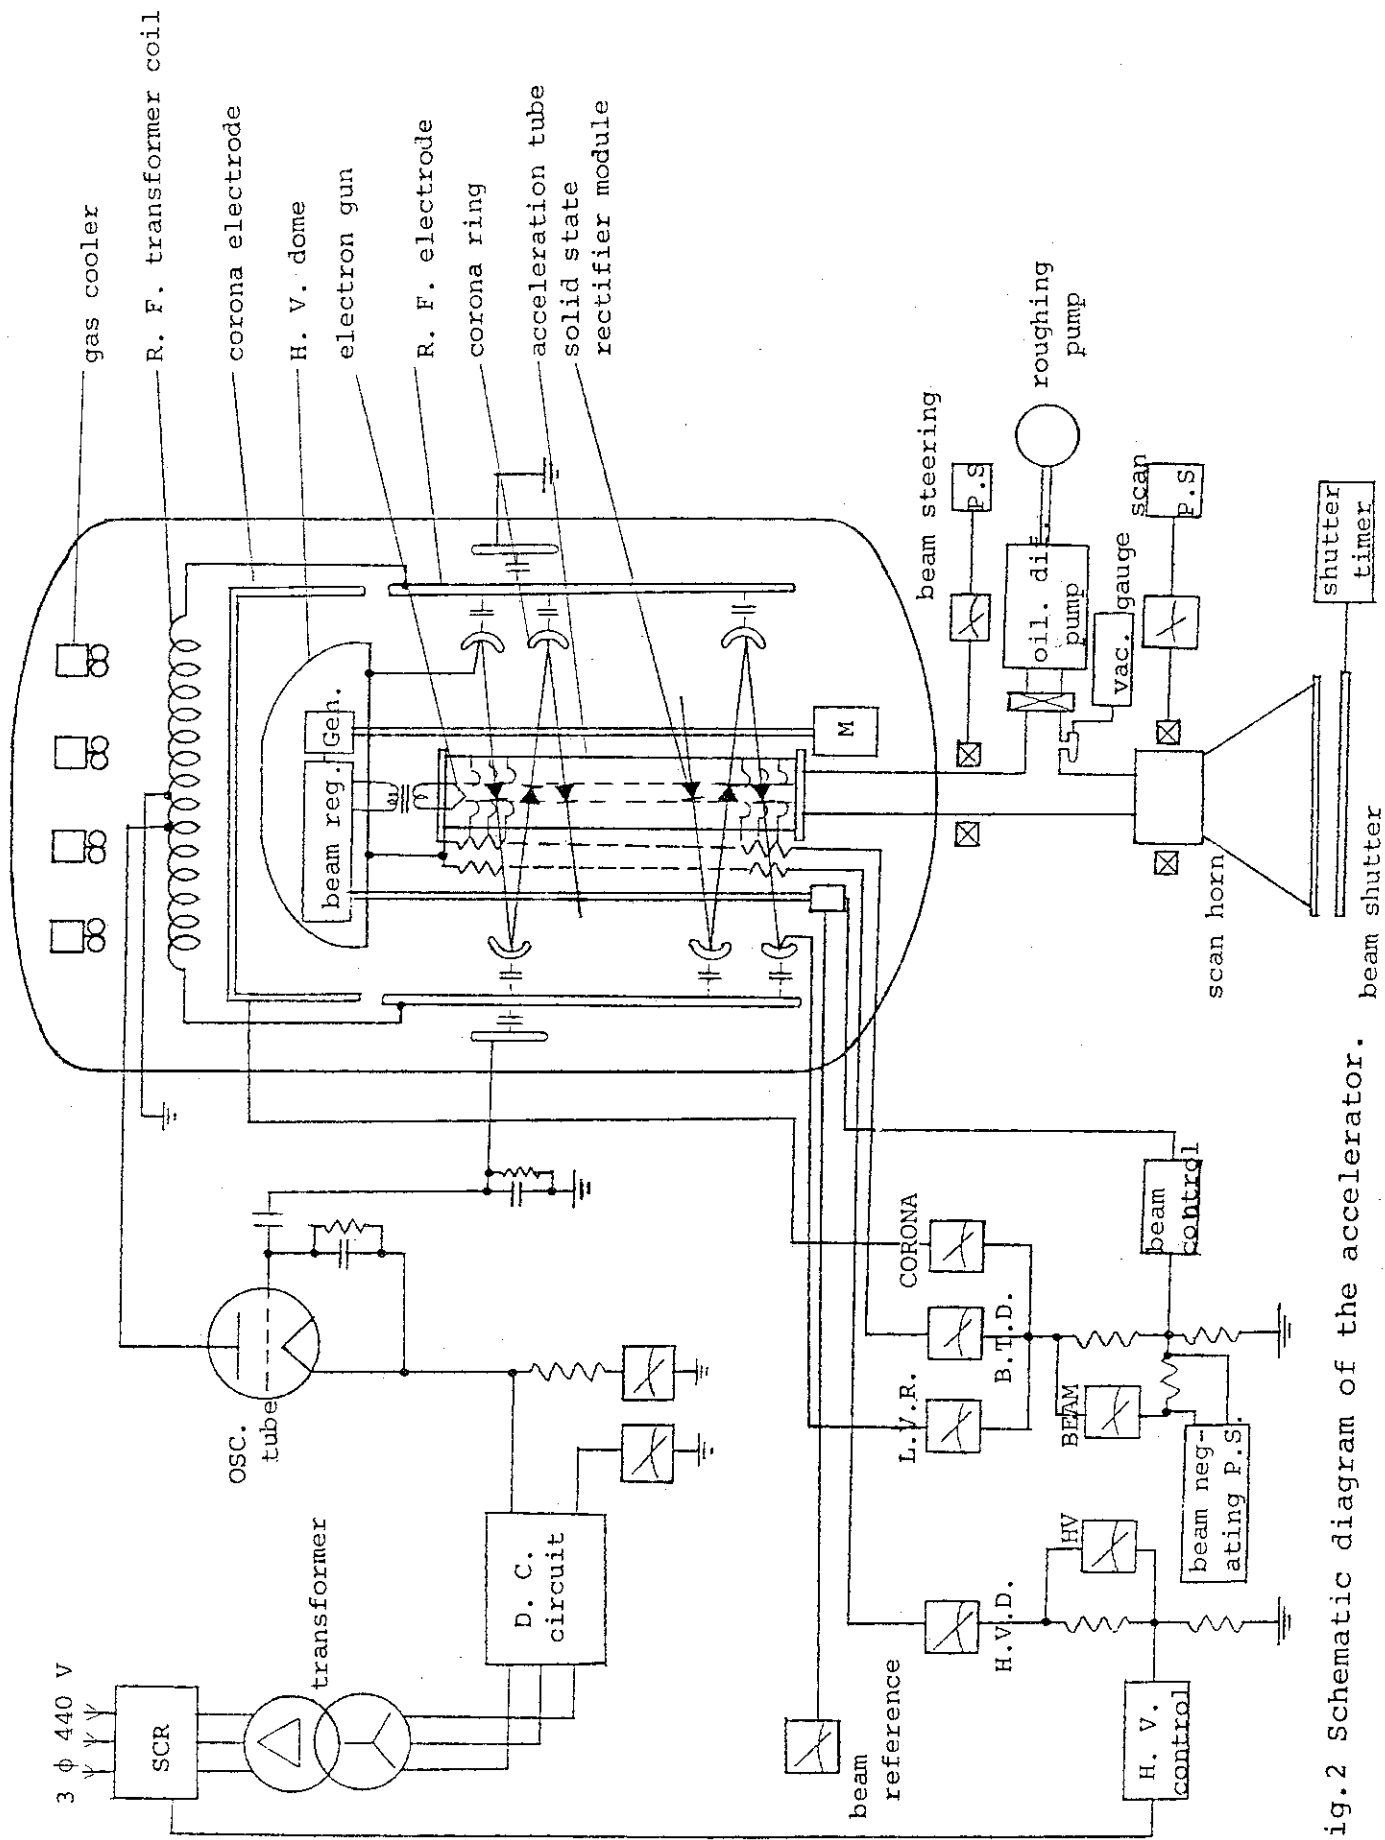 gas cooler
R. F. transformer coil
corona electrode
H. V. dome
electron gun
R. F. electrode
corona ring
acceleration tube
solid state
rectifier module
Gen.
beam reg.
M
3 ϕ 440 V
SCR
transformer
D. C.
circuit
OSC.
tube
beam steering
P.S
roughing
pump
oil. dif
pump
vac.
gauge
scan
P.S
shutter
timer
scan horn
beam shutter
CORONA
B.T.D.
L.V.R.
BEAM
beam
control
beam neg-
ating P.S.
HV
H.V.D.
beam
reference
H. V.
control
ig.2 Schematic diagram of the accelerator.